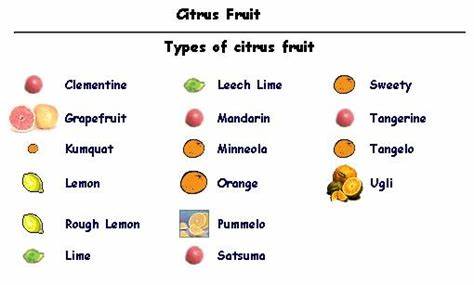 Citrus Fruit
Types of citrus fruit
Clementine
Leech Lime
Sweety
Grapefruit
Mandarin
Tangerine
Kumquat
Minneola
Tangelo
Lemon
Orange
Ugli
Rough Lemon
Pummelo
Lime
Satsuma